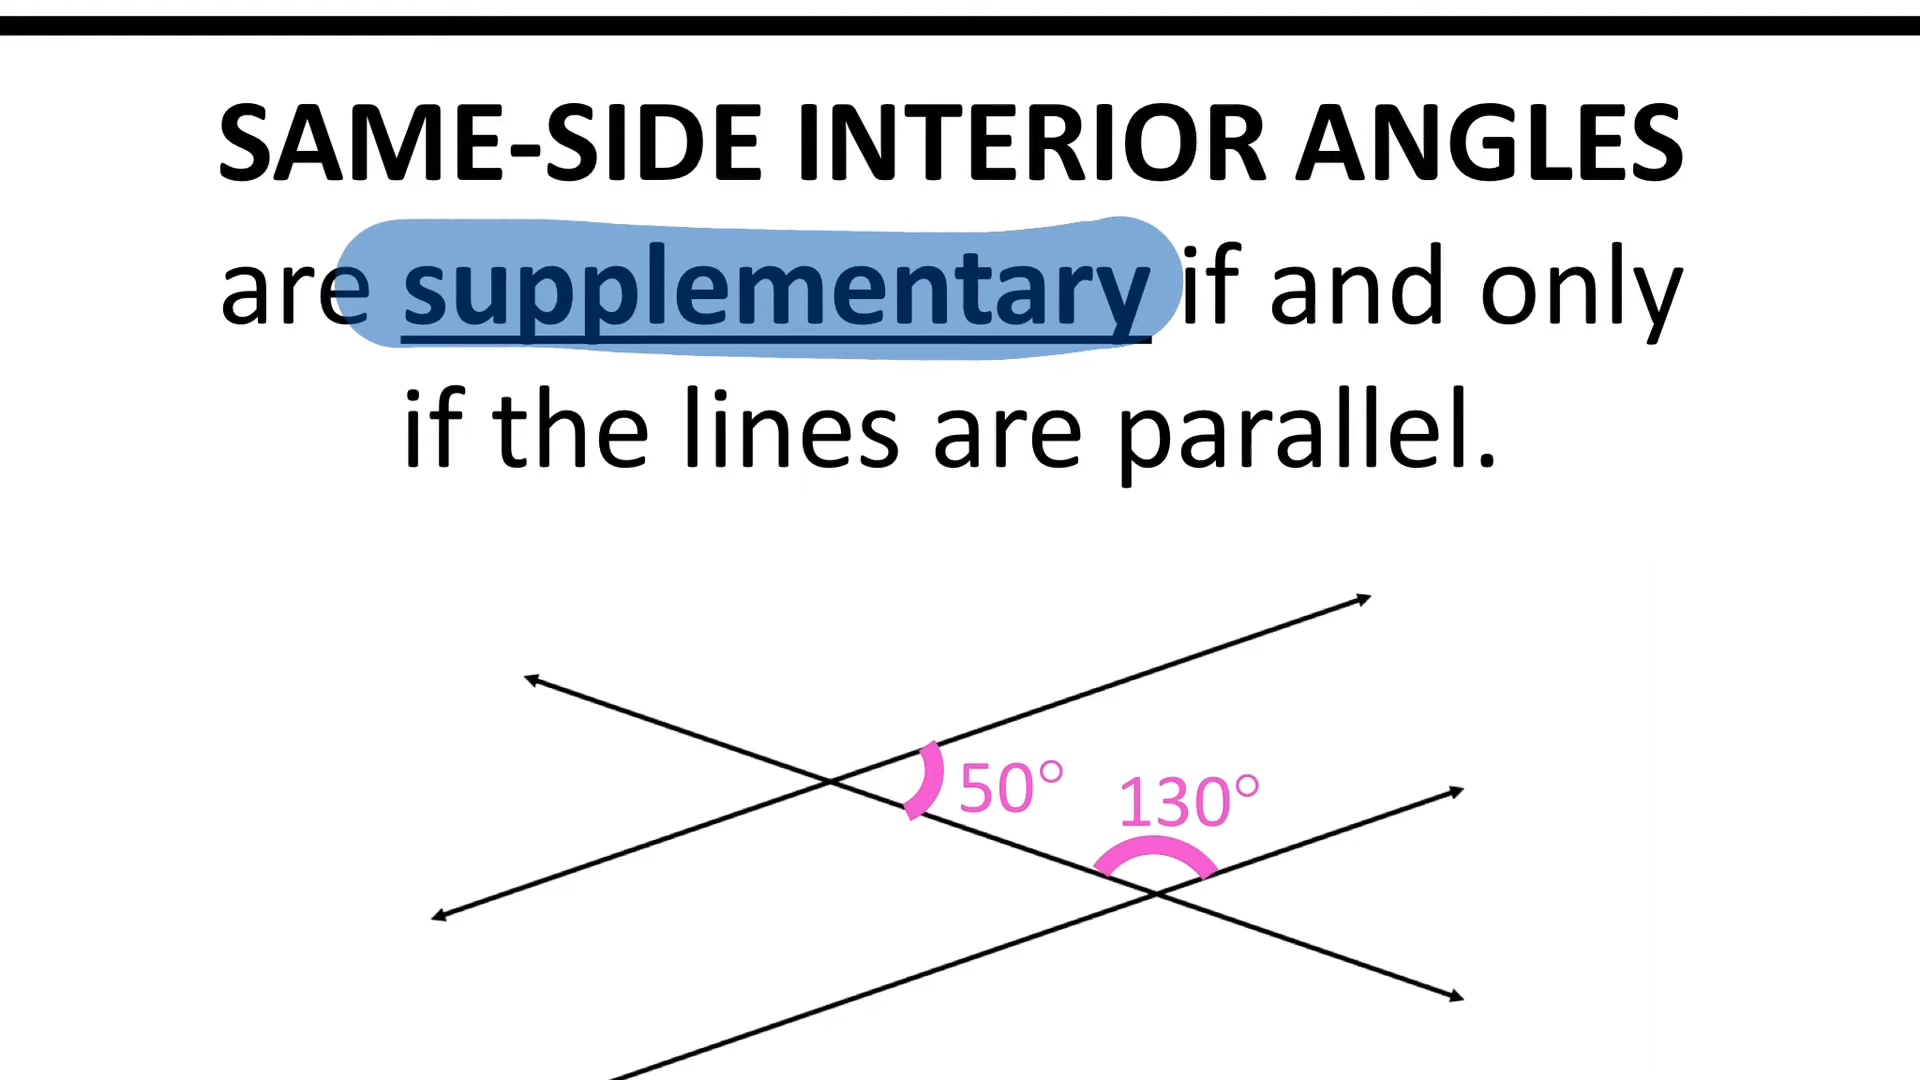 SAME-SIDE INTERIOR ANGLES
are supplementary if and only
if the lines are parallel.
50° 130°